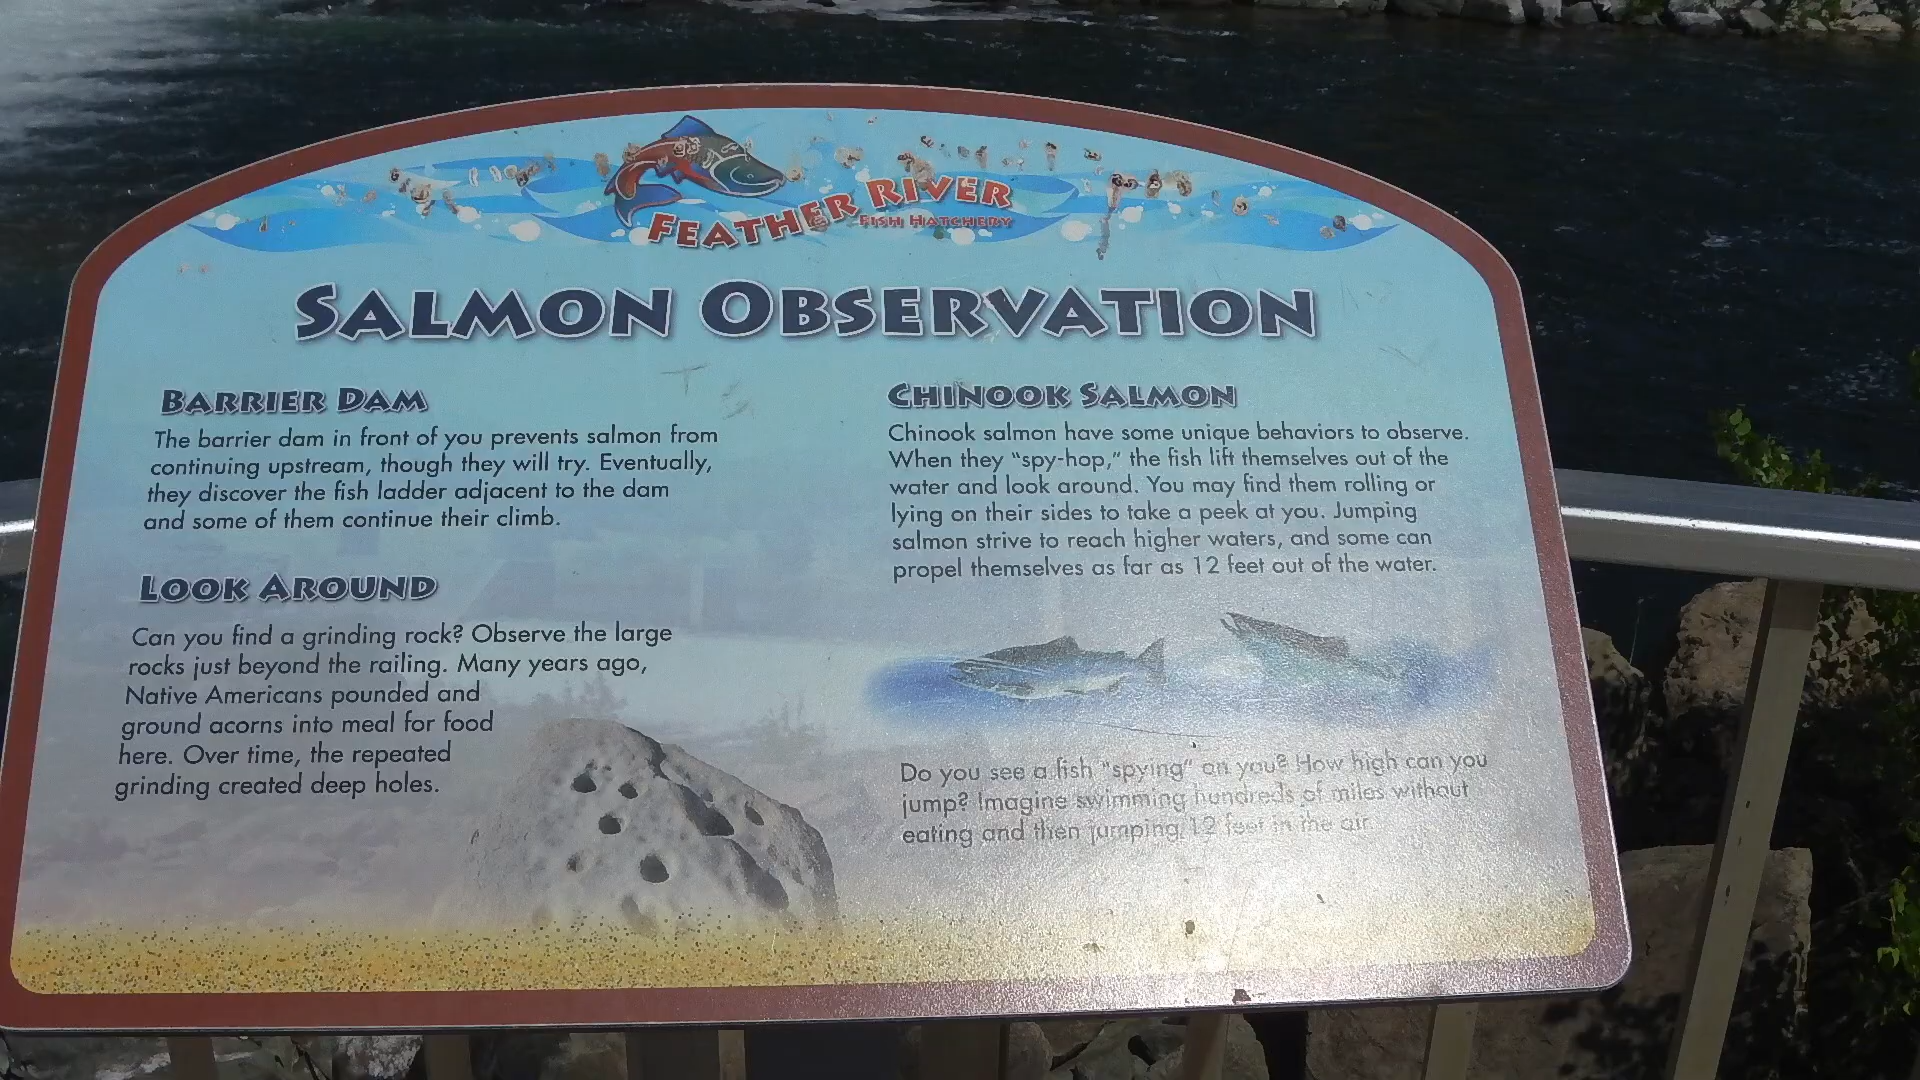 FEATHER RIVER
FISH HATCHERY
SALMON OBSERVATION
BARRIER DAM
The barrier dam in front of you prevents salmon from
continuing upstream, though they will try. Eventually,
they discover the fish ladder adjacent to the dam
and some of them continue their climb.
LOOK AROUND
Can you find a grinding rock? Observe the large
rocks just beyond the railing. Many years ago,
Native Americans pounded and
ground acorns into meal for food
here. Over time, the repeated
grinding created deep holes.
CHINOOK SALMON
Chinook salmon have some unique behaviors to observe.
When they "spy-hop," the fish lift themselves out of the
water and look around. You may find them rolling or
lying on their sides to take a peek at you. Jumping
salmon strive to reach higher waters, and some can
propel themselves as far as 12 feet out of the water.
Do you see a fish "spying" on you? How high can you
jump? Imagine swimming hundreds of miles without
eating and then jumping 12 feet in the air.